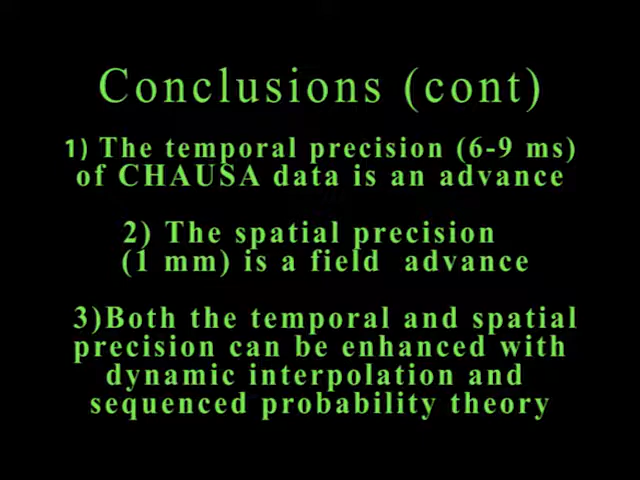 Conclusions (cont)
1) The temporal precision (6-9 ms)
of CHAUSA data is an advance
2) The spatial precision
(1 mm) is a field advance
3)Both the temporal and spatial
precision can be enhanced with
dynamic interpolation and
sequenced probability theory